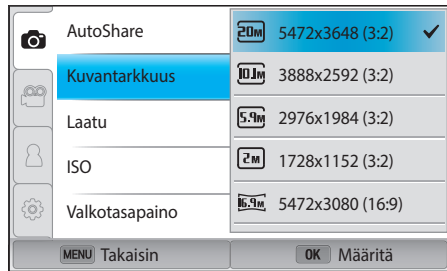 AutoShare
Kuvantarkkuus
Laatu
ISO
Valkotasapaino
20M 5472x3648 (3:2)
10.1M 3888x2592 (3:2)
5.9M 2976x1984 (3:2)
2M 1728x1152 (3:2)
16.9M 5472x3080 (16:9)
MENU Takaisin
OK Määritä